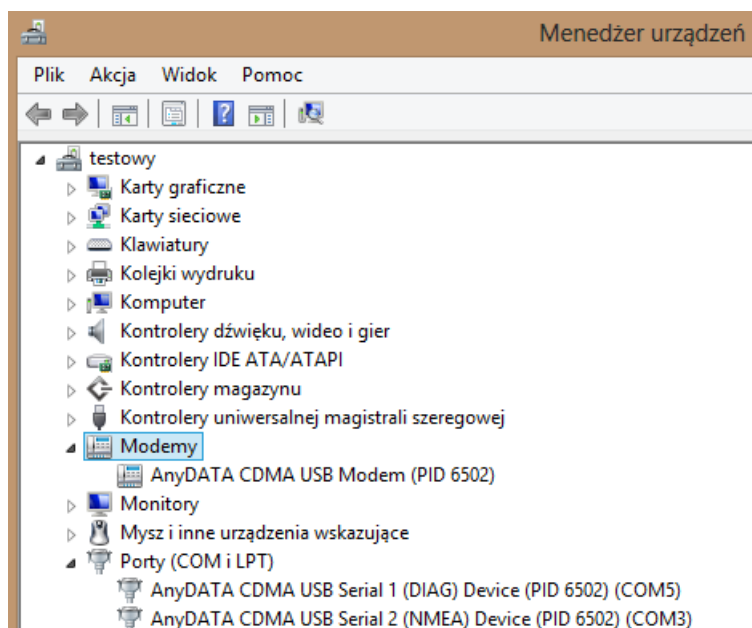 Menedżer urządzeń
Plik Akcja Widok Pomoc
testowy
Karty graficzne
Karty sieciowe
Klawiatury
Kolejki wydruku
Komputer
Kontrolery dźwięku, wideo i gier
Kontrolery IDE ATA/ATAPI
Kontrolery magazynu
Kontrolery uniwersalnej magistrali szeregowej
Modemy
AnyDATA CDMA USB Modem (PID 6502)
Monitory
Mysz i inne urządzenia wskazujące
Porty (COM i LPT)
AnyDATA CDMA USB Serial 1 (DIAG) Device (PID 6502) (COM5)
AnyDATA CDMA USB Serial 2 (NMEA) Device (PID 6502) (COM3)